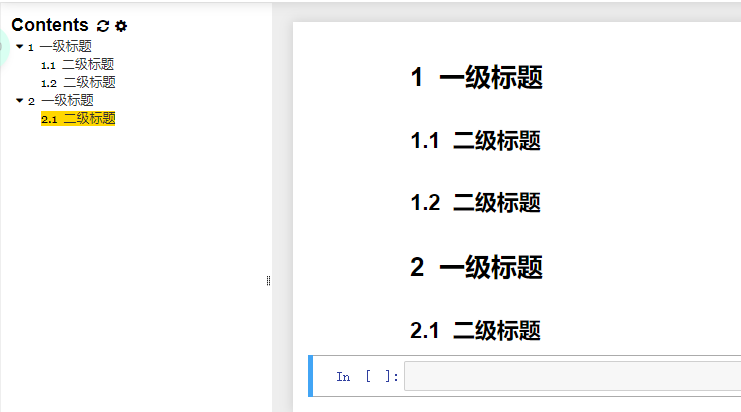 Contents
1 一级标题
1.1 二级标题
1.2 二级标题
2 一级标题
2.1 二级标题
1 一级标题
1.1 二级标题
1.2 二级标题
2 一级标题
2.1 二级标题
In [ ]: